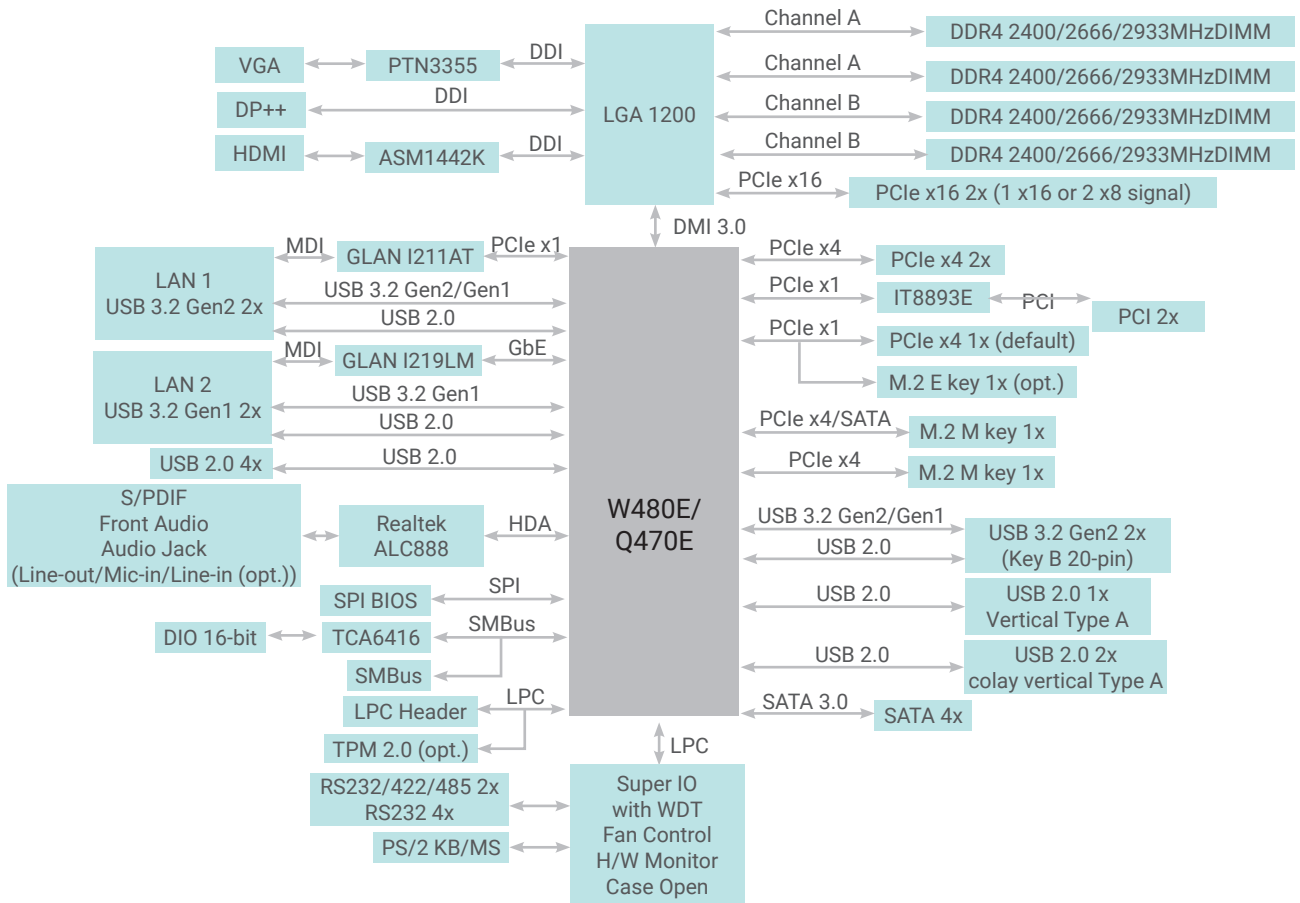 Channel A
DDR4 2400/2666/2933MHzDIMM
VGA
PTN3355
DDI
Channel A
DDR4 2400/2666/2933MHzDIMM
DP++
DDI
LGA 1200
Channel B
DDR4 2400/2666/2933MHzDIMM
HDMI
ASM1442K
DDI
Channel B
DDR4 2400/2666/2933MHzDIMM
PCIe x16
PCIe x16 2x (1 x16 or 2 x8 signal)
DMI 3.0
LAN 1
USB 3.2 Gen2 2x
MDI
GLAN I211AT
PCIe x1
USB 3.2 Gen2/Gen1
USB 2.0
LAN 2
USB 3.2 Gen1 2x
MDI
GLAN I219LM
GbE
USB 3.2 Gen1
USB 2.0
USB 2.0 4x
USB 2.0
S/PDIF
Front Audio
Audio Jack
(Line-out/Mic-in/Line-in (opt.))
Realtek
ALC888
HDA
SPI BIOS
SPI
DIO 16-bit
TCA6416
SMBus
SMBus
LPC Header
LPC
TPM 2.0 (opt.)
W480E/
Q470E
PCIe x4
PCIe x4 2x
PCIe x1
IT8893E
PCI
PCI 2x
PCIe x1
PCIe x4 1x (default)
M.2 E key 1x (opt.)
PCIe x4/SATA
M.2 M key 1x
PCIe x4
M.2 M key 1x
USB 3.2 Gen2/Gen1
USB 2.0
USB 3.2 Gen2 2x
(Key B 20-pin)
USB 2.0
USB 2.0 1x
Vertical Type A
USB 2.0
USB 2.0 2x
colay vertical Type A
SATA 3.0
SATA 4x
LPC
RS232/422/485 2x
RS232 4x
PS/2 KB/MS
Super IO
with WDT
Fan Control
H/W Monitor
Case Open